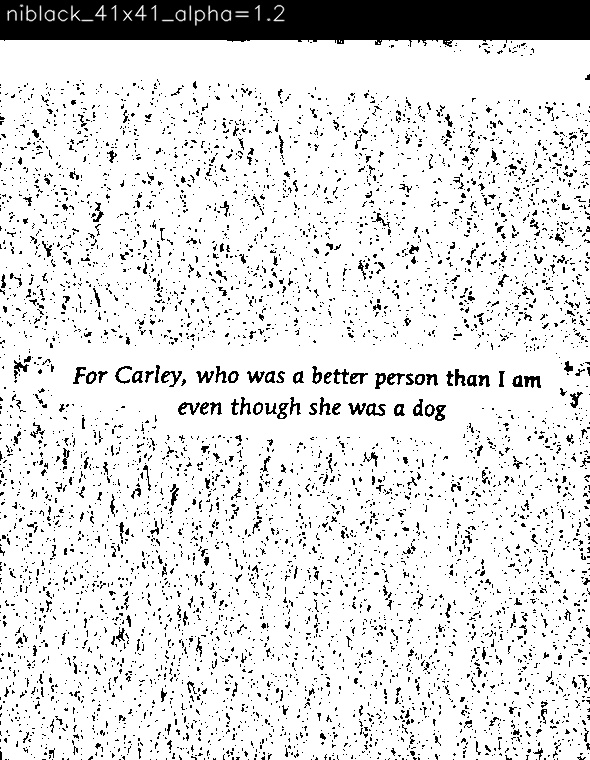 niblack_41x41_alpha=1.2
For Carley, who was a better person than I am
even though she was a dog